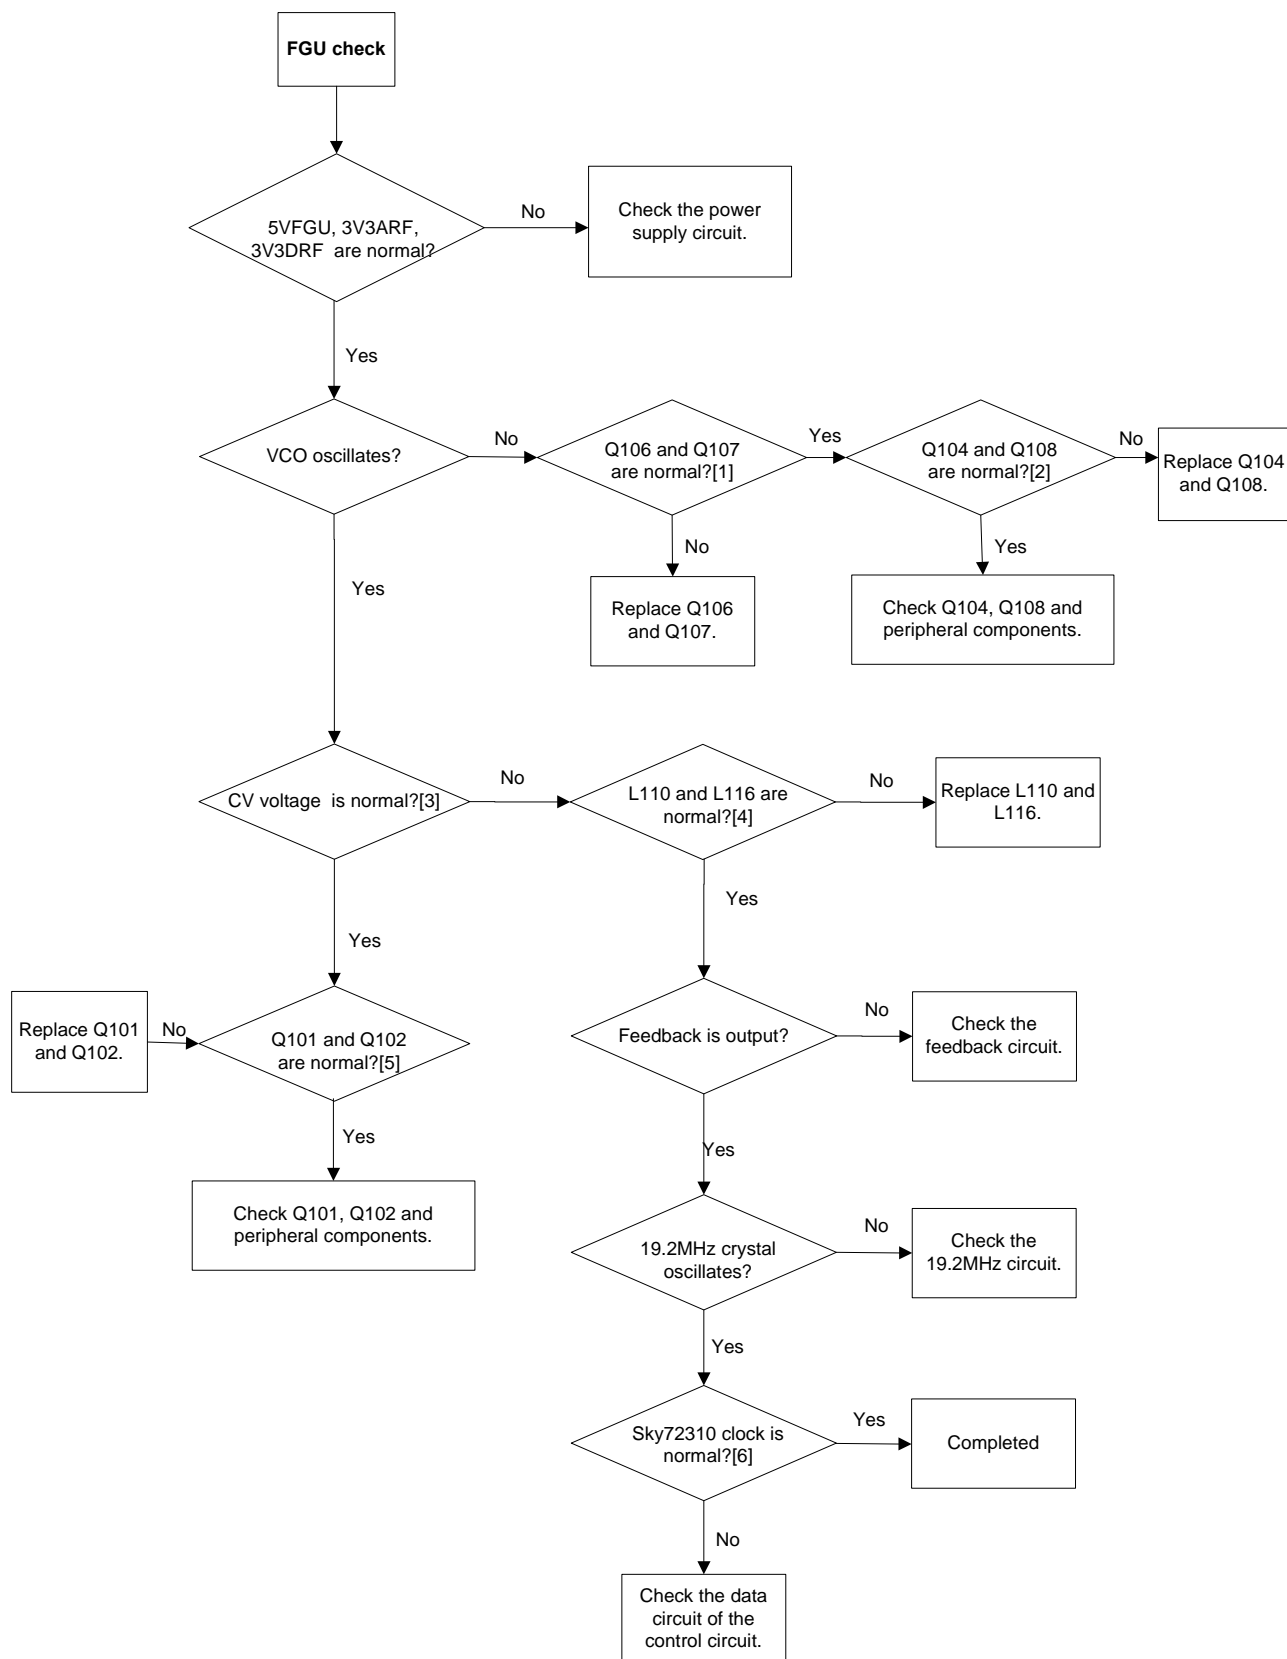 FGU check
5VFGU, 3V3ARF,
3V3DRF are normal?
No
Check the power
supply circuit.
Yes
VCO oscillates?
No
Q106 and Q107
are normal?[1]
Yes
Q104 and Q108
are normal?[2]
No
Replace Q104
and Q108.
No
Yes
Yes
Replace Q106
and Q107.
Check Q104, Q108 and
peripheral components.
CV voltage is normal?[3]
No
L110 and L116 are
normal?[4]
No
Replace L110 and
L116.
Yes
Yes
Replace Q101
and Q102.
No
Q101 and Q102
are normal?[5]
Feedback is output?
No
Check the
feedback circuit.
Yes
Yes
Check Q101, Q102 and
peripheral components.
19.2MHz crystal
oscillates?
No
Check the
19.2MHz circuit.
Yes
Sky72310 clock is
normal?[6]
Yes
Completed
No
Check the data
circuit of the
control circuit.